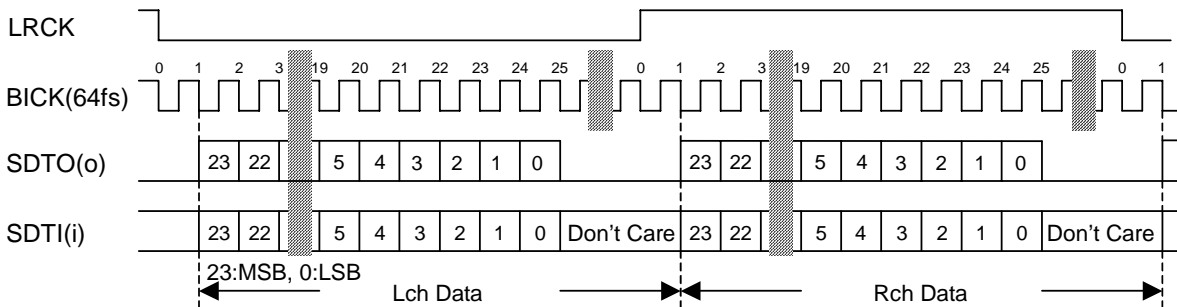 LRCK
0 1 2 3 19 20 21 22 23 24 25 0 1 2 3 19 20 21 22 23 24 25 0 1
BICK(64fs)
SDTO(o) 23 22 5 4 3 2 1 0 23 22 5 4 3 2 1 0
SDTI(i) 23 22 5 4 3 2 1 0 Don't Care 23 22 5 4 3 2 1 0 Don't Care
23:MSB, 0:LSB
Lch Data Rch Data